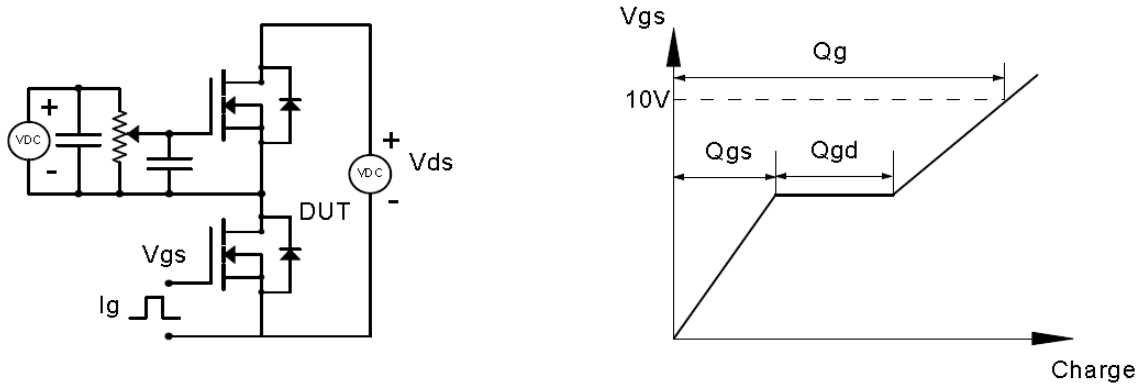 +
VDC
-
+
VDC
-
Vds
DUT
Vgs
Ig
Vgs
Qg
10V
Qgs
Qgd
Charge